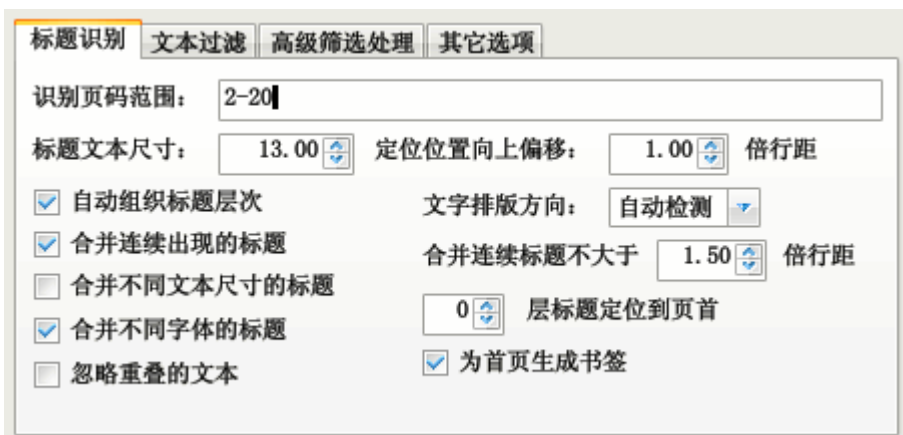 标题识别 文本过滤 高级筛选处理 其它选项
识别页码范围： 2-20
标题文本尺寸： 13.00 定位位置向上偏移： 1.00 倍行距
自动组织标题层次 文字排版方向： 自动检测
合并连续出现的标题 合并连续标题不大于 1.50 倍行距
合并不同文本尺寸的标题
0 层标题定位到页首
合并不同字体的标题
为首页生成书签
忽略重叠的文本